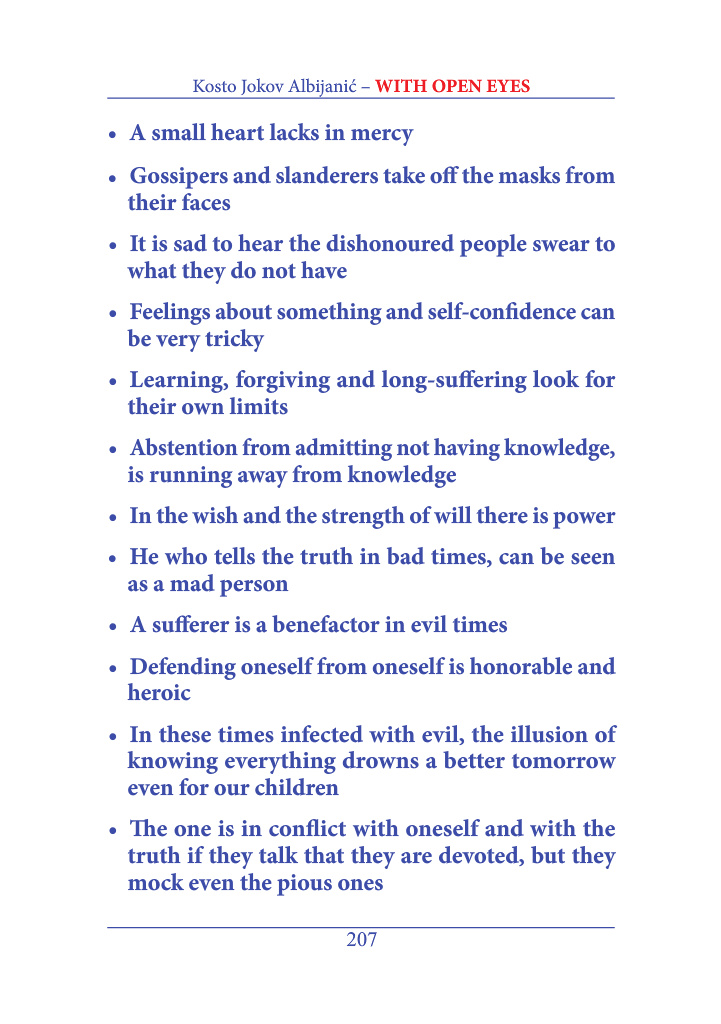 Kosto Jokov Albijanić – WITH OPEN EYES
• A small heart lacks in mercy
• Gossipers and slanderers take off the masks from
their faces
• It is sad to hear the dishonoured people swear to
what they do not have
• Feelings about something and self-confidence can
be very tricky
• Learning, forgiving and long-suffering look for
their own limits
• Abstention from admitting not having knowledge,
is running away from knowledge
• In the wish and the strength of will there is power
• He who tells the truth in bad times, can be seen
as a mad person
• A sufferer is a benefactor in evil times
• Defending oneself from oneself is honorable and
heroic
• In these times infected with evil, the illusion of
knowing everything drowns a better tomorrow
even for our children
• The one is in conflict with oneself and with the
truth if they talk that they are devoted, but they
mock even the pious ones
207